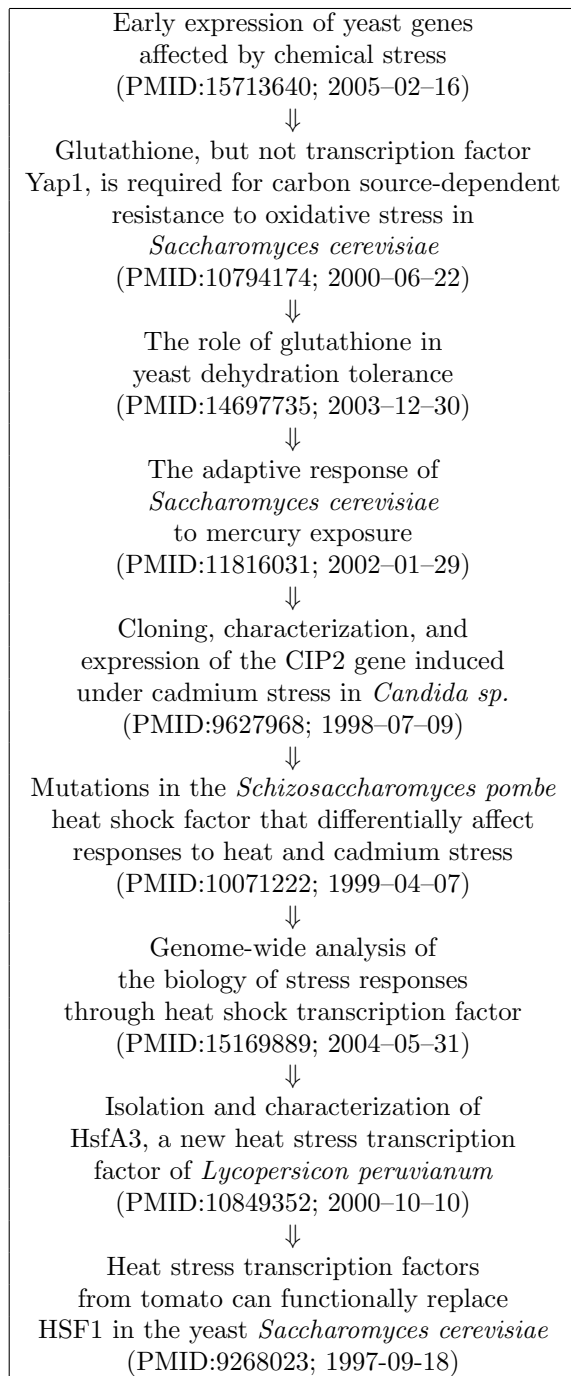 Early expression of yeast genes
affected by chemical stress
(PMID:15713640; 2005–02–16)
⇓
Glutathione, but not transcription factor
Yap1, is required for carbon source-dependent
resistance to oxidative stress in
Saccharomyces cerevisiae
(PMID:10794174; 2000–06–22)
⇓
The role of glutathione in
yeast dehydration tolerance
(PMID:14697735; 2003–12–30)
⇓
The adaptive response of
Saccharomyces cerevisiae
to mercury exposure
(PMID:11816031; 2002–01–29)
⇓
Cloning, characterization, and
expression of the CIP2 gene induced
under cadmium stress in Candida sp.
(PMID:9627968; 1998–07–09)
⇓
Mutations in the Schizosaccharomyces pombe
heat shock factor that differentially affect
responses to heat and cadmium stress
(PMID:10071222; 1999–04–07)
⇓
Genome-wide analysis of
the biology of stress responses
through heat shock transcription factor
(PMID:15169889; 2004–05–31)
⇓
Isolation and characterization of
HsfA3, a new heat stress transcription
factor of Lycopersicon peruvianum
(PMID:10849352; 2000–10–10)
⇓
Heat stress transcription factors
from tomato can functionally replace
HSF1 in the yeast Saccharomyces cerevisiae
(PMID:9268023; 1997-09-18)